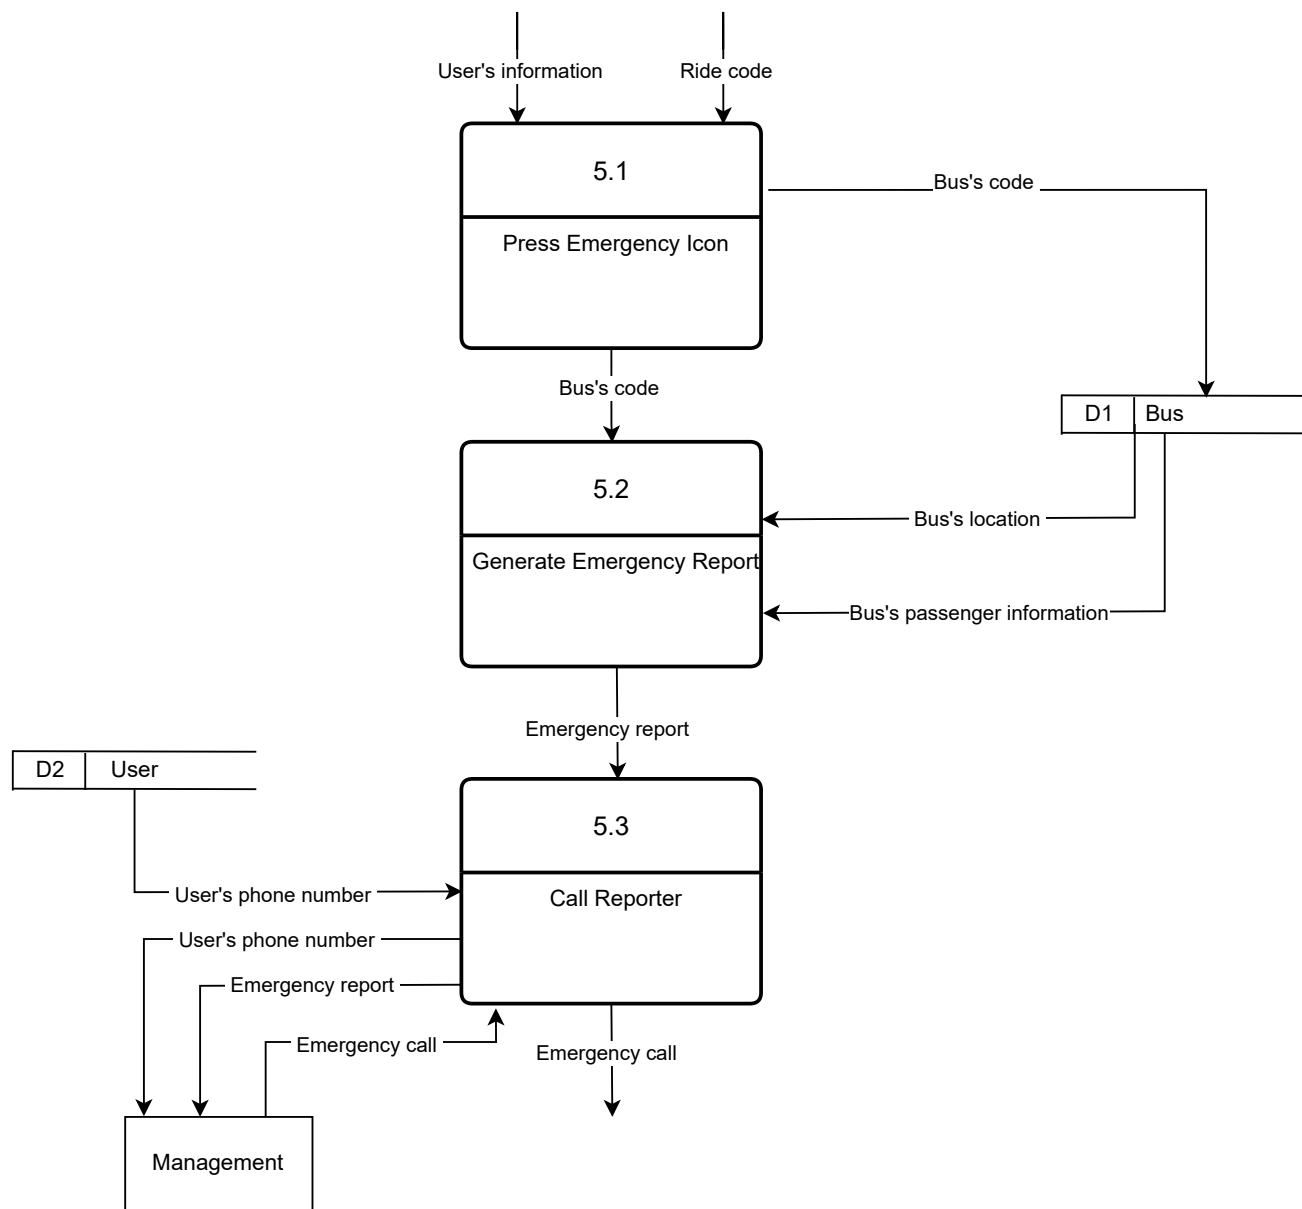 User's information
Ride code
5.1
Press Emergency Icon
Bus's code
Bus's code
D1
Bus
5.2
Generate Emergency Report
Bus's location
Bus's passenger information
Emergency report
D2
User
5.3
Call Reporter
User's phone number
User's phone number
Emergency report
Emergency call
Emergency call
Management